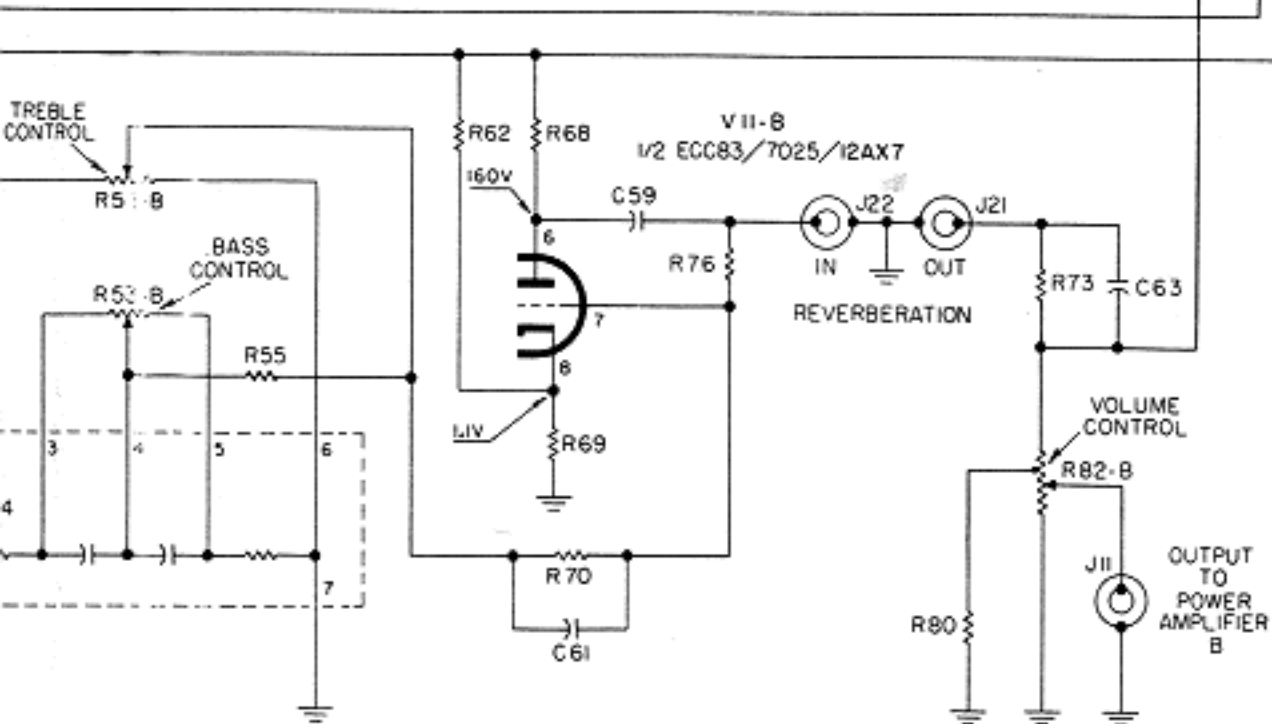 TREBLE
CONTROL
R62
R68
V11-B
1/2 ECC83/7025/12AX7
160V
C59
J22
J21
6
R76
IN
OUT
R73
C63
BASS
CONTROL
7
REVERBERATION
R55
8
1.1V
R69
VOLUME
CONTROL
R82-B
3
4
5
6
4
R70
C61
7
J11
R80
OUTPUT
TO
POWER
AMPLIFIER
B